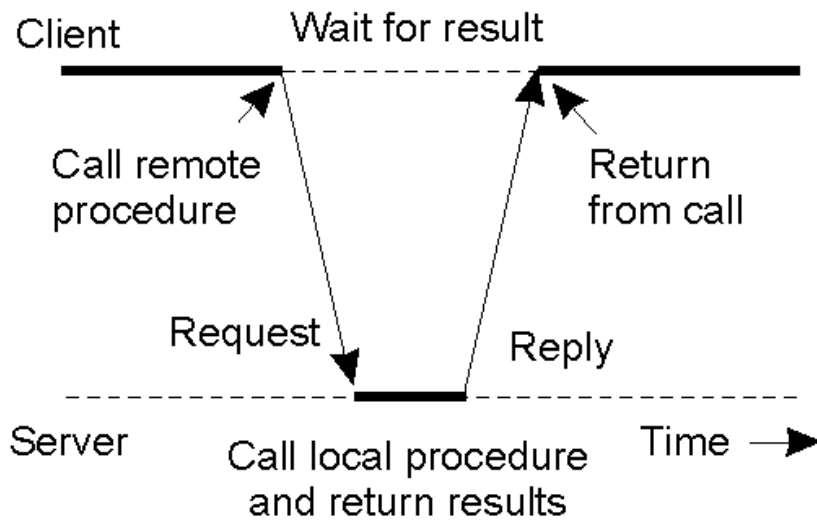 Client
Wait for result
Call remote
procedure
Return
from call
Request
Reply
Server
Call local procedure
and return results
Time